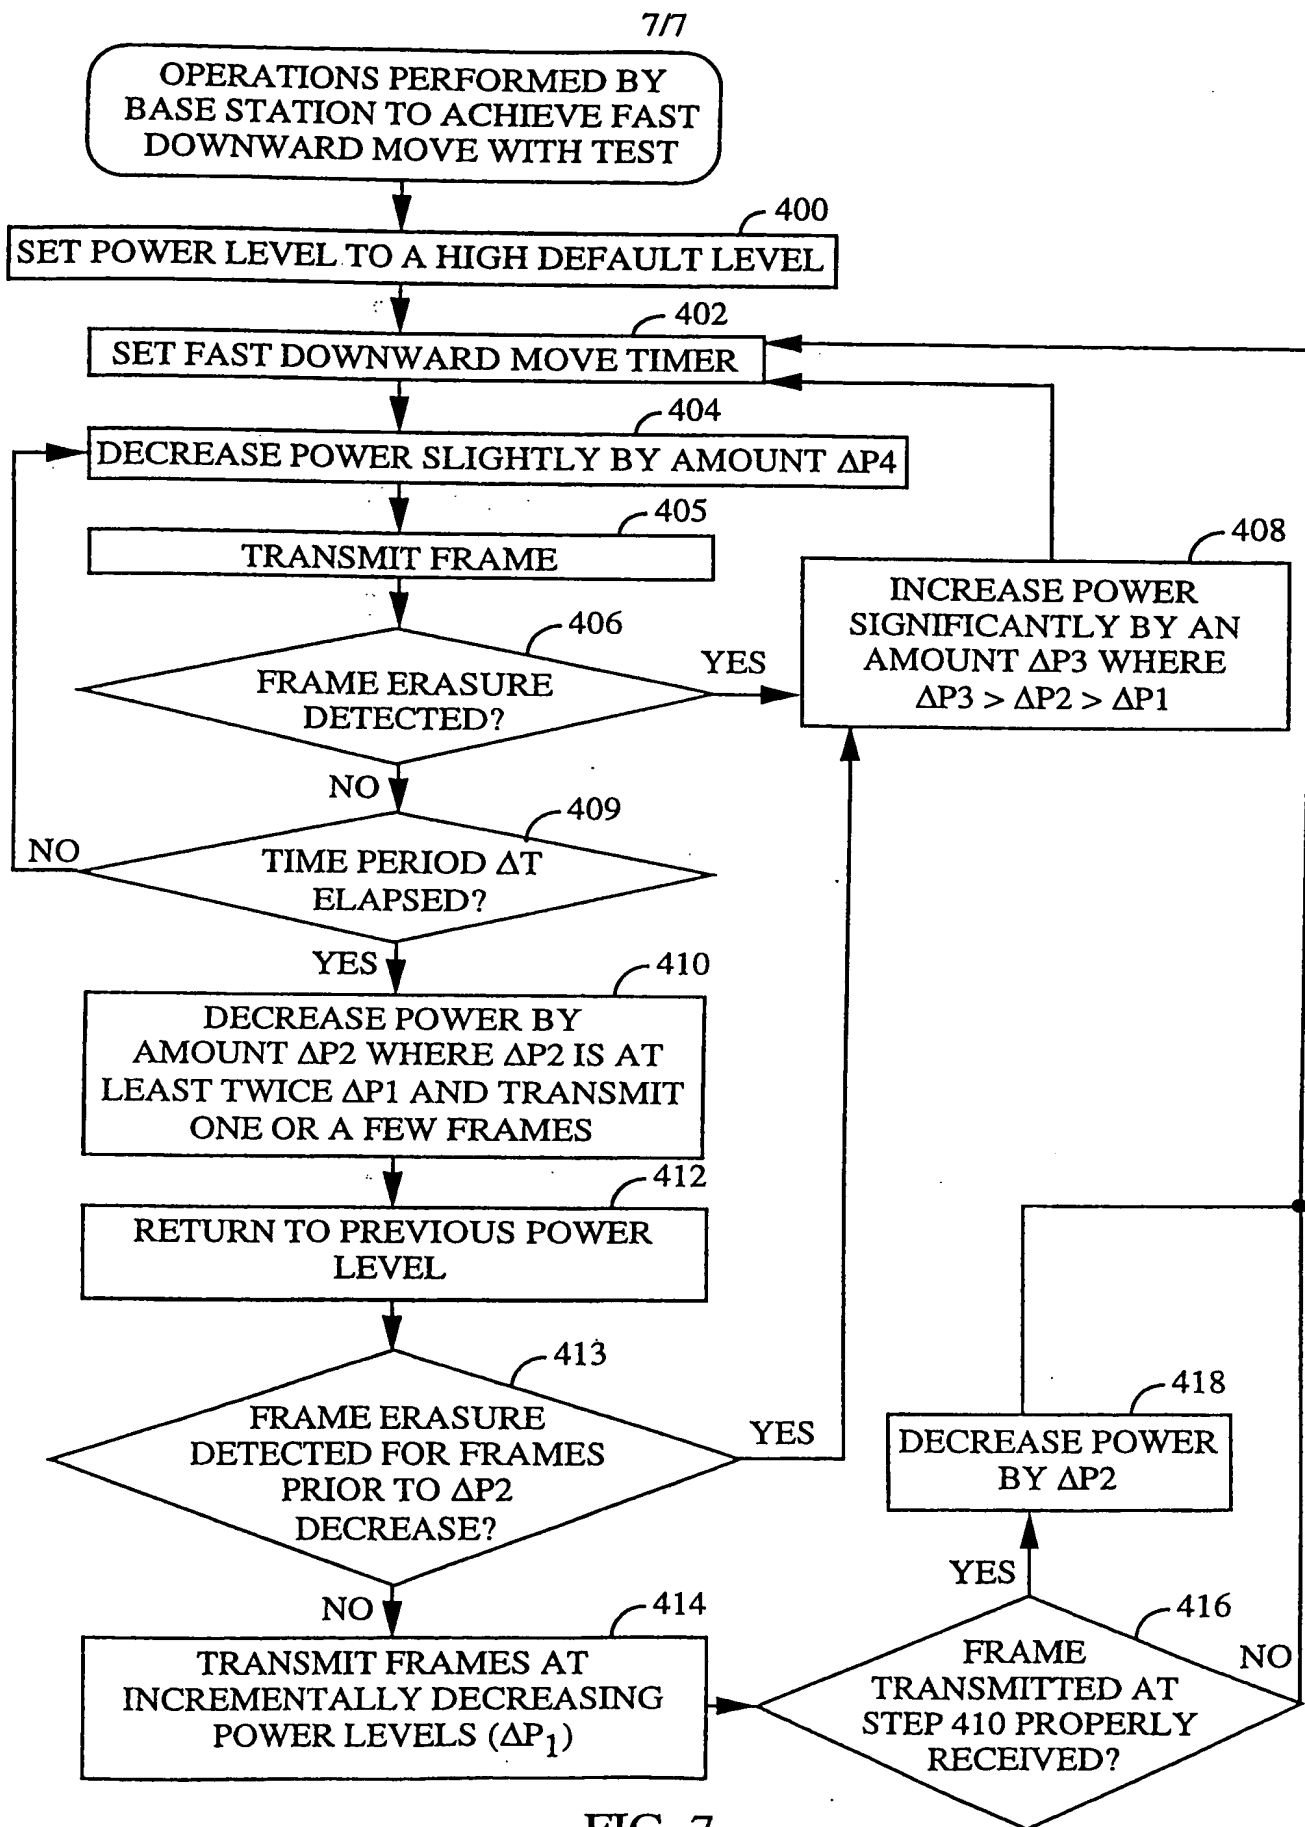 7/7
OPERATIONS PERFORMED BY
BASE STATION TO ACHIEVE FAST
DOWNWARD MOVE WITH TEST
400
SET POWER LEVEL TO A HIGH DEFAULT LEVEL
402
SET FAST DOWNWARD MOVE TIMER
404
DECREASE POWER SLIGHTLY BY AMOUNT ΔP4
405
TRANSMIT FRAME
406
FRAME ERASURE
DETECTED?
YES
408
INCREASE POWER
SIGNIFICANTLY BY AN
AMOUNT ΔP3 WHERE
ΔP3 > ΔP2 > ΔP1
NO
409
TIME PERIOD ΔT
ELAPSED?
NO
YES
410
DECREASE POWER BY
AMOUNT ΔP2 WHERE ΔP2 IS AT
LEAST TWICE ΔP1 AND TRANSMIT
ONE OR A FEW FRAMES
412
RETURN TO PREVIOUS POWER
LEVEL
413
FRAME ERASURE
DETECTED FOR FRAMES
PRIOR TO ΔP2
DECREASE?
YES
NO
414
TRANSMIT FRAMES AT
INCREMENTALLY DECREASING
POWER LEVELS (ΔP₁)
416
FRAME
TRANSMITTED AT
STEP 410 PROPERLY
RECEIVED?
NO
YES
418
DECREASE POWER
BY ΔP2
FIG. 7